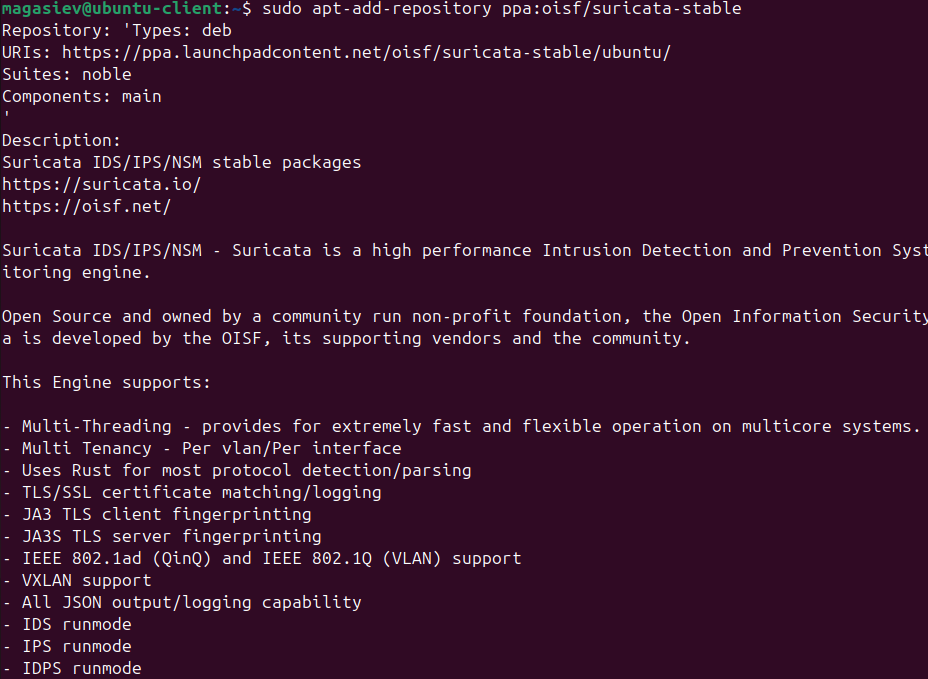 magasiev@ubuntu-client:~$ sudo apt-add-repository ppa:oisf/suricata-stable
Repository: 'Types: deb
URIs: https://ppa.launchpadcontent.net/oisf/suricata-stable/ubuntu/
Suites: noble
Components: main
'
Description:
Suricata IDS/IPS/NSM stable packages
https://suricata.io/
https://oisf.net/
Suricata IDS/IPS/NSM - Suricata is a high performance Intrusion Detection and Prevention Syst
itoring engine.
Open Source and owned by a community run non-profit foundation, the Open Information Security
a is developed by the OISF, its supporting vendors and the community.
This Engine supports:
- Multi-Threading - provides for extremely fast and flexible operation on multicore systems.
- Multi Tenancy - Per vlan/Per interface
- Uses Rust for most protocol detection/parsing
- TLS/SSL certificate matching/logging
- JA3 TLS client fingerprinting
- JA3S TLS server fingerprinting
- IEEE 802.1ad (QinQ) and IEEE 802.1Q (VLAN) support
- VXLAN support
- All JSON output/logging capability
- IDS runmode
- IPS runmode
- IDPS runmode